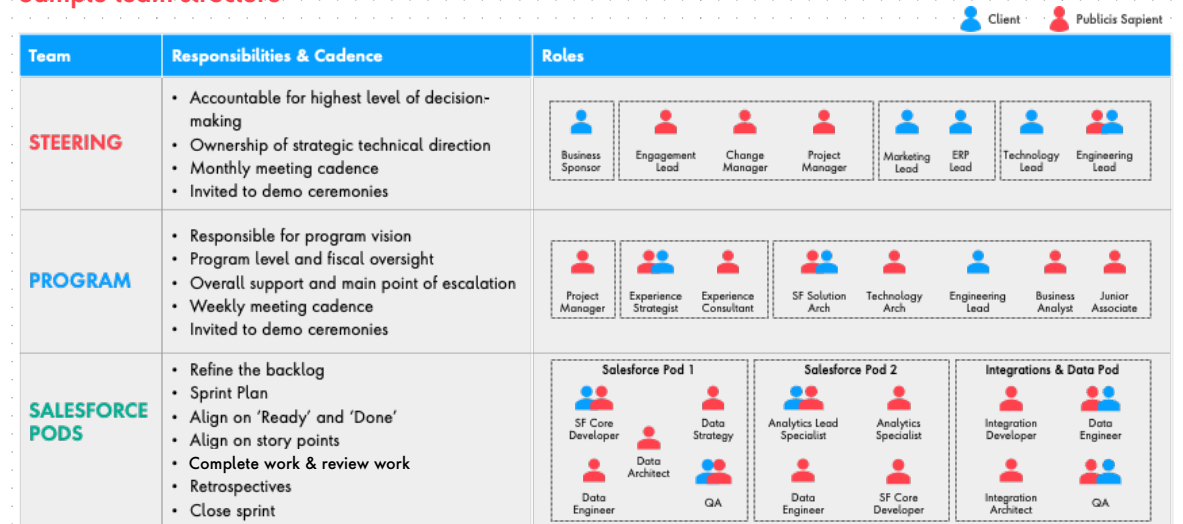 Sample team structure
Client
Publicis Sapient
Team
Responsibilities & Cadence
Roles
STEERING
• Accountable for highest level of decision-
making
• Ownership of strategic technical direction
• Monthly meeting cadence
• Invited to demo ceremonies
Business
Sponsor
Engagement
Lead
Change
Manager
Project
Manager
Marketing
Lead
ERP
Lead
Technology
Lead
Engineering
Lead
PROGRAM
• Responsible for program vision
• Program level and fiscal oversight
• Overall support and main point of escalation
• Weekly meeting cadence
• Invited to demo ceremonies
Project
Manager
Experience
Strategist
Experience
Consultant
SF Solution
Arch
Technology
Arch
Engineering
Lead
Business
Analyst
Junior
Associate
SALESFORCE
PODS
• Refine the backlog
• Sprint Plan
• Align on ‘Ready’ and ‘Done’
• Align on story points
• Complete work & review work
• Retrospectives
• Close sprint
Salesforce Pod 1
SF Core
Developer
Data
Strategy
Data
Architect
Data
Engineer
QA
Salesforce Pod 2
Analytics Lead
Specialist
Analytics
Specialist
Data
Engineer
SF Core
Developer
Integrations & Data Pod
Integration
Developer
Data
Engineer
Integration
Architect
QA